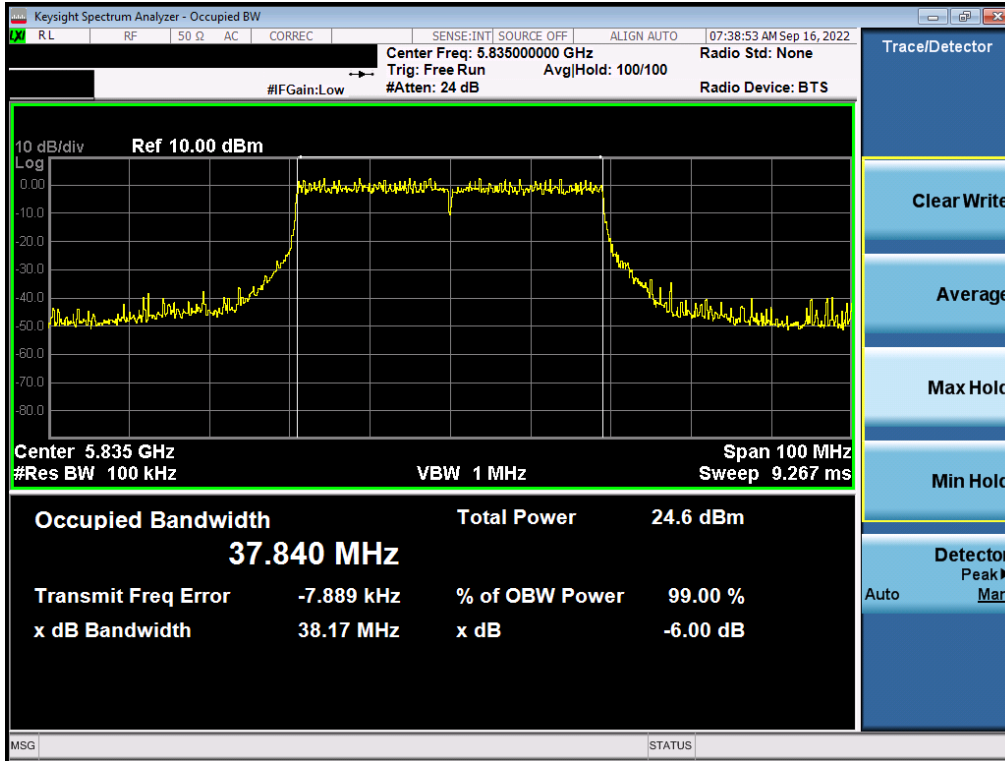 Keysight Spectrum Analyzer - Occupied BW
LXI RL RF 50 Ω AC CORREC SENSE:INT SOURCE OFF ALIGN AUTO 07:38:53 AM Sep 16, 2022
Center Freq: 5.835000000 GHz Radio Std: None
Trig: Free Run Avg|Hold: 100/100
#IFGain:Low #Atten: 24 dB Radio Device: BTS
10 dB/div Ref 10.00 dBm
Log
0.00
-10.0
-20.0
-30.0
-40.0
-50.0
-60.0
-70.0
-80.0
Center 5.835 GHz Span 100 MHz
#Res BW 100 kHz VBW 1 MHz Sweep 9.267 ms
Occupied Bandwidth Total Power 24.6 dBm
37.840 MHz
Transmit Freq Error -7.889 kHz % of OBW Power 99.00 %
x dB Bandwidth 38.17 MHz x dB -6.00 dB
MSG STATUS
Trace/Detector
Clear Write
Average
Max Hold
Min Hold
Detector
Peak
Auto Man